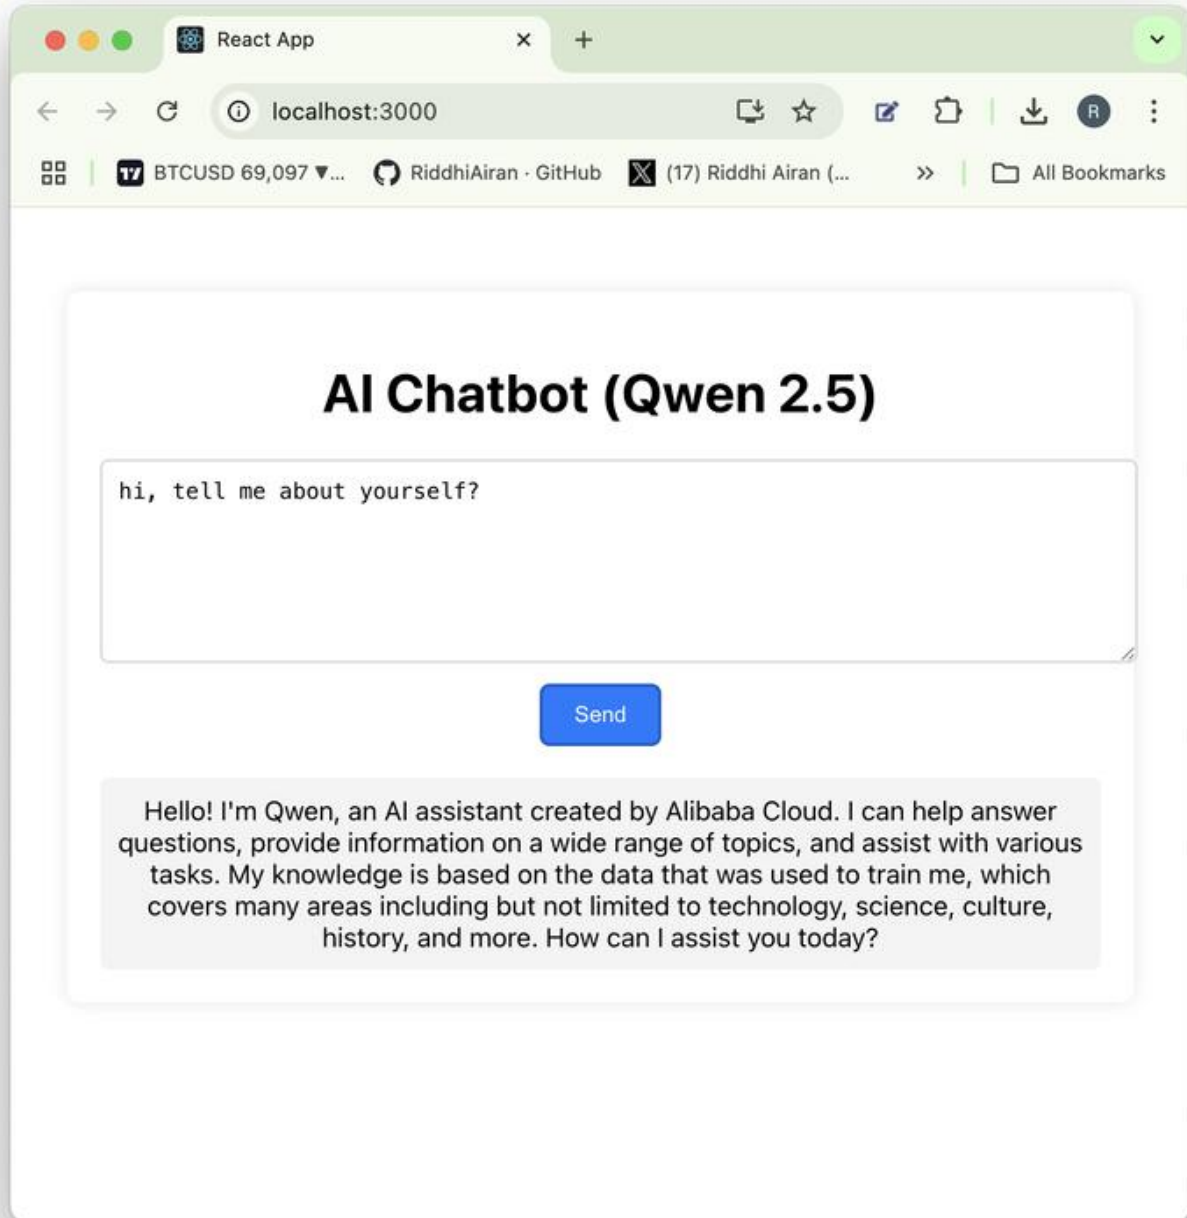 React App
localhost:3000
R
BTCUSD 69,097 ▼... RiddhiAiran · GitHub (17) Riddhi Airan (... » All Bookmarks
AI Chatbot (Qwen 2.5)
hi, tell me about yourself?
Send
Hello! I'm Qwen, an AI assistant created by Alibaba Cloud. I can help answer
questions, provide information on a wide range of topics, and assist with various
tasks. My knowledge is based on the data that was used to train me, which
covers many areas including but not limited to technology, science, culture,
history, and more. How can I assist you today?